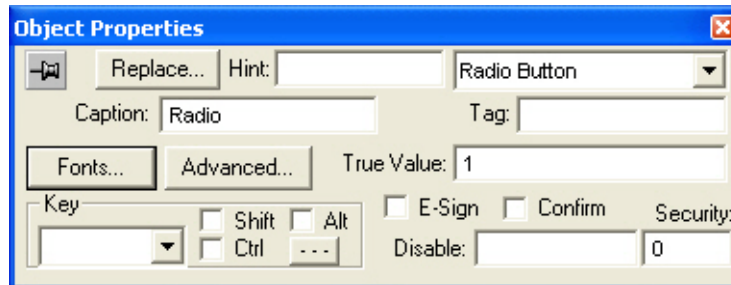 Object Properties
Replace... Hint: Radio Button
Caption: Radio Tag:
Fonts... Advanced... True Value: 1
Key Shift Alt E-Sign Confirm Security:
Ctrl - - - Disable: 0